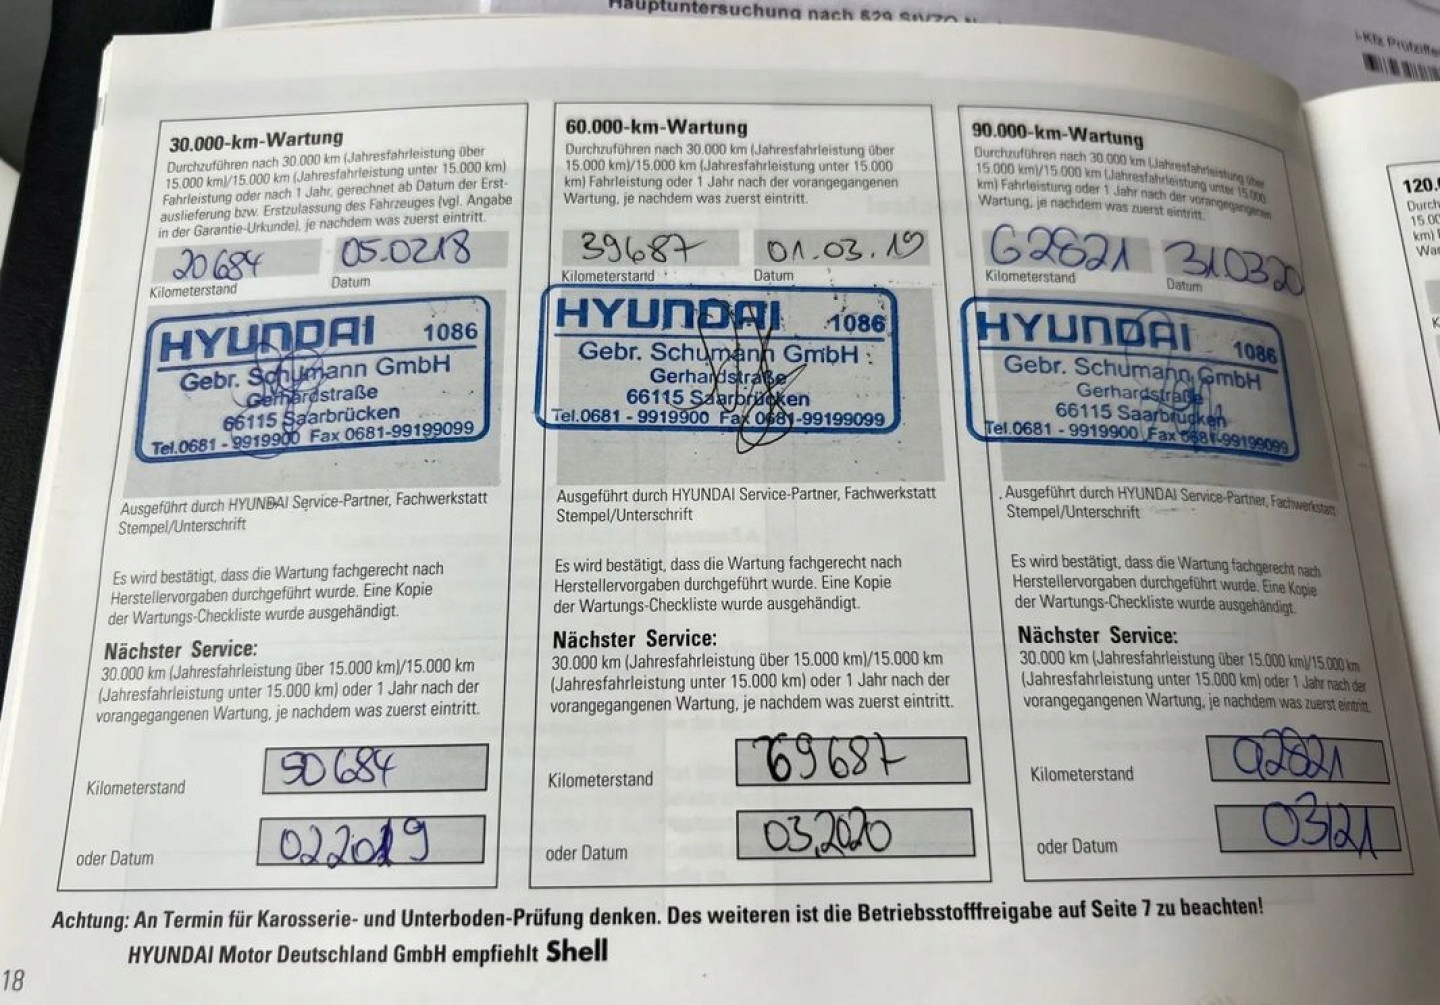 Hauptuntersuchung nach §29 StVZO
i-Kfz Prüfziffer
30.000-km-Wartung
Durchzuführen nach 30.000 km (Jahresfahrleistung über
15.000 km)/15.000 km (Jahresfahrleistung unter 15.000 km)
Fahrleistung oder nach 1 Jahr, gerechnet ab Datum der Erst-
auslieferung bzw. Erstzulassung des Fahrzeuges (vgl. Angabe
in der Garantie-Urkunde), je nachdem was zuerst eintritt.
20684 05.0218
Kilometerstand Datum
HYUNDAI 1086
Gebr. Schumann GmbH
Gerhardstraße
66115 Saarbrücken
Tel.0681 - 9919900 Fax 0681-99199099
Ausgeführt durch HYUNDAI Service-Partner, Fachwerkstatt
Stempel/Unterschrift
Es wird bestätigt, dass die Wartung fachgerecht nach
Herstellervorgaben durchgeführt wurde. Eine Kopie
der Wartungs-Checkliste wurde ausgehändigt.
Nächster Service:
30.000 km (Jahresfahrleistung über 15.000 km)/15.000 km
(Jahresfahrleistung unter 15.000 km) oder 1 Jahr nach der
vorangegangenen Wartung, je nachdem was zuerst eintritt.
Kilometerstand 50684
oder Datum 022019
60.000-km-Wartung
Durchzuführen nach 30.000 km (Jahresfahrleistung über
15.000 km)/15.000 km (Jahresfahrleistung unter 15.000
km) Fahrleistung oder 1 Jahr nach der vorangegangenen
Wartung, je nachdem was zuerst eintritt.
39687 01.03.19
Kilometerstand Datum
HYUNDAI 1086
Gebr. Schumann GmbH
Gerhardstraße
66115 Saarbrücken
Tel.0681 - 9919900 Fax 0681-99199099
Ausgeführt durch HYUNDAI Service-Partner, Fachwerkstatt
Stempel/Unterschrift
Es wird bestätigt, dass die Wartung fachgerecht nach
Herstellervorgaben durchgeführt wurde. Eine Kopie
der Wartungs-Checkliste wurde ausgehändigt.
Nächster Service:
30.000 km (Jahresfahrleistung über 15.000 km)/15.000 km
(Jahresfahrleistung unter 15.000 km) oder 1 Jahr nach der
vorangegangenen Wartung, je nachdem was zuerst eintritt.
Kilometerstand 69687
oder Datum 03.2020
90.000-km-Wartung
Durchzuführen nach 30.000 km (Jahresfahrleistung über
15.000 km)/15.000 km (Jahresfahrleistung unter 15.000
km) Fahrleistung oder 1 Jahr nach der vorangegangenen
Wartung, je nachdem was zuerst eintritt.
62821 310320
Kilometerstand Datum
HYUNDAI 1086
Gebr. Schumann GmbH
Gerhardstraße
66115 Saarbrücken
Tel.0681 - 9919900 Fax 0681-99199099
Ausgeführt durch HYUNDAI Service-Partner, Fachwerkstatt
Stempel/Unterschrift
Es wird bestätigt, dass die Wartung fachgerecht nach
Herstellervorgaben durchgeführt wurde. Eine Kopie
der Wartungs-Checkliste wurde ausgehändigt.
Nächster Service:
30.000 km (Jahresfahrleistung über 15.000 km)/15.000 km
(Jahresfahrleistung unter 15.000 km) oder 1 Jahr nach der
vorangegangenen Wartung, je nachdem was zuerst eintritt.
Kilometerstand 92821
oder Datum 03/21
120.
Durch
15.00
km)
War
Achtung: An Termin für Karosserie- und Unterboden-Prüfung denken. Des weiteren ist die Betriebsstofffreigabe auf Seite 7 zu beachten!
HYUNDAI Motor Deutschland GmbH empfiehlt Shell
18